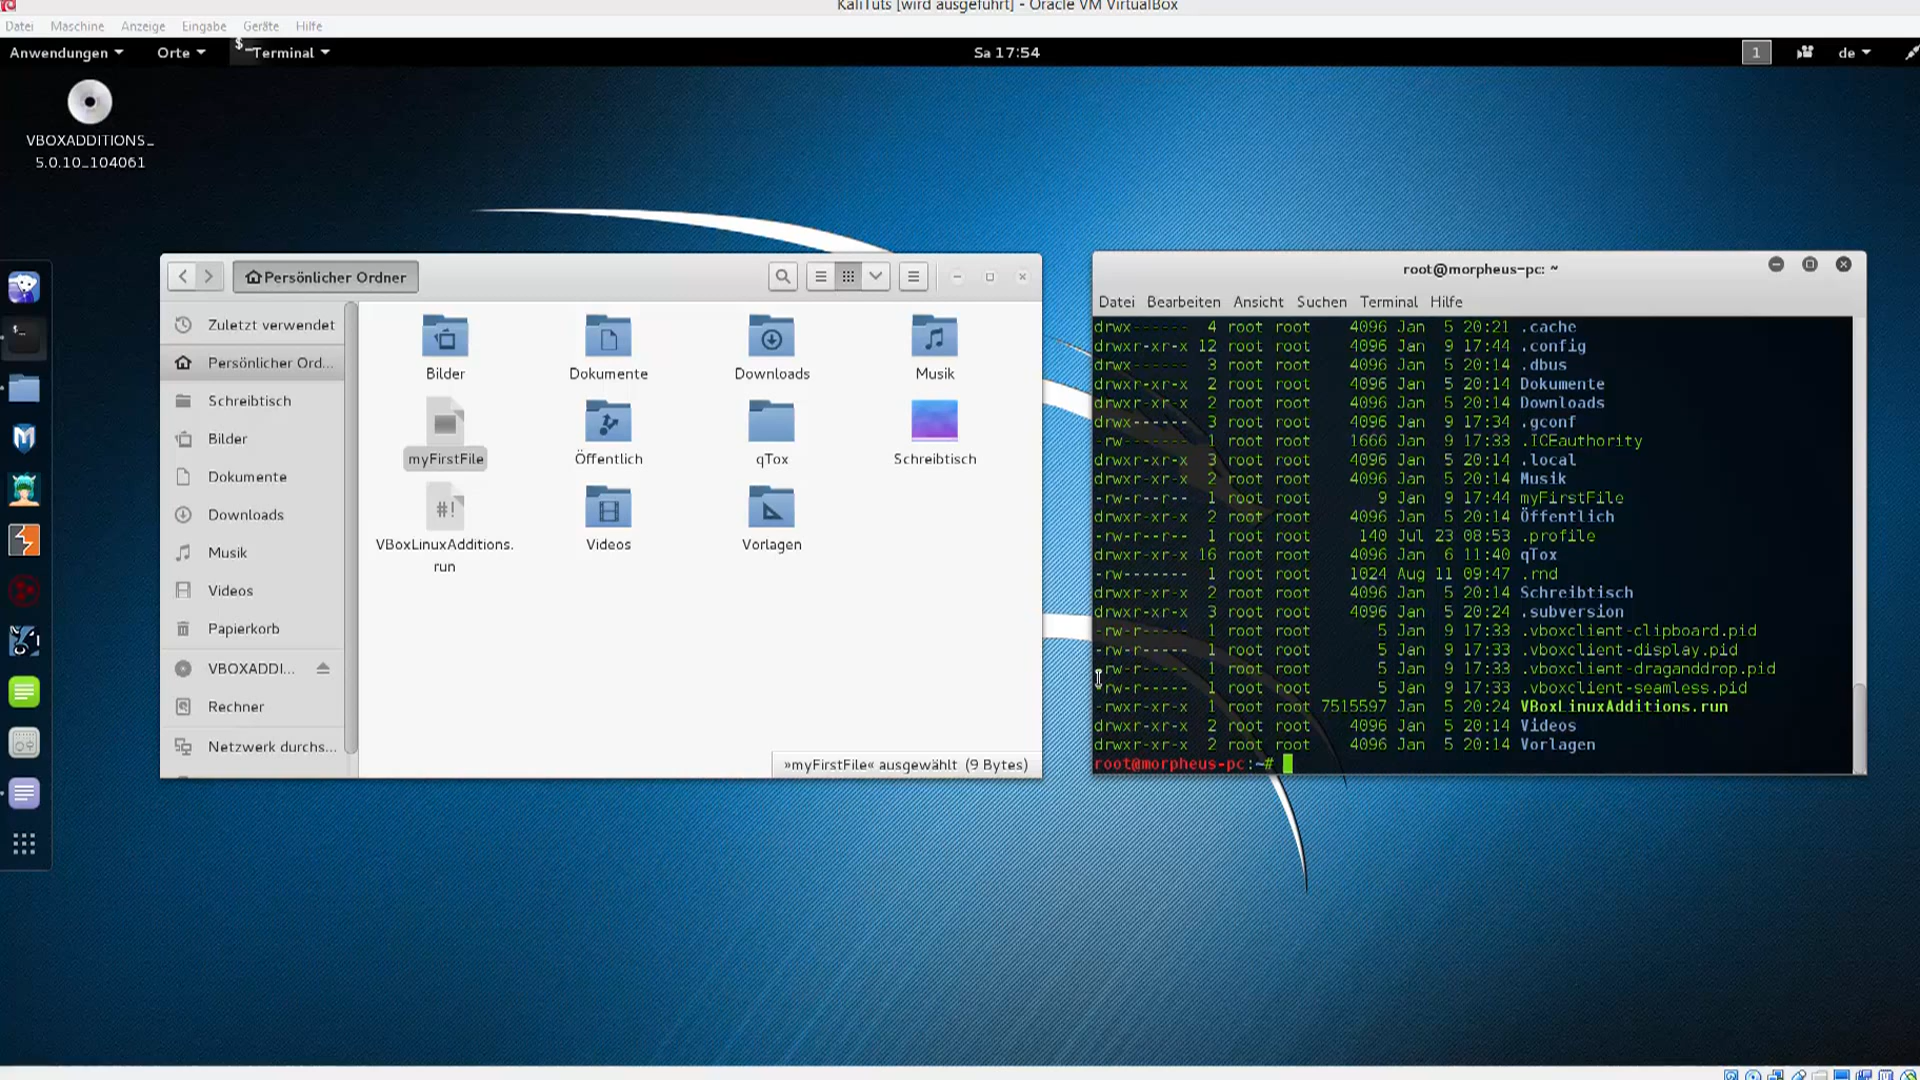 KaliTuts [wird ausgeführt] - Oracle VM VirtualBox
Datei Maschine Anzeige Eingabe Geräte Hilfe
Anwendungen Orte Terminal Sa 17:54 1 de
VBOXADDITIONS_
5.0.10_104061
Persönlicher Ordner
Zuletzt verwendet
Persönlicher Ord...
Schreibtisch
Bilder
Dokumente
Downloads
Musik
Videos
Papierkorb
VBOXADDI...
Rechner
Netzwerk durchs...
Bilder Dokumente Downloads Musik
myFirstFile Öffentlich qTox Schreibtisch
VBoxLinuxAdditions.
run
Videos Vorlagen
»myFirstFile« ausgewählt (9 Bytes)
root@morpheus-pc: ~
Datei Bearbeiten Ansicht Suchen Terminal Hilfe
drwx------ 4 root root 4096 Jan 5 20:21 .cache
drwxr-xr-x 12 root root 4096 Jan 9 17:44 .config
drwx------ 3 root root 4096 Jan 5 20:14 .dbus
drwxr-xr-x 2 root root 4096 Jan 5 20:14 Dokumente
drwxr-xr-x 2 root root 4096 Jan 5 20:14 Downloads
drwx------ 3 root root 4096 Jan 9 17:34 .gconf
-rw------- 1 root root 1666 Jan 9 17:33 .ICEauthority
drwxr-xr-x 3 root root 4096 Jan 5 20:14 .local
drwxr-xr-x 2 root root 4096 Jan 5 20:14 Musik
-rw-r--r-- 1 root root 9 Jan 9 17:44 myFirstFile
drwxr-xr-x 2 root root 4096 Jan 5 20:14 Öffentlich
-rw-r--r-- 1 root root 140 Jul 23 08:53 .profile
drwxr-xr-x 16 root root 4096 Jan 6 11:40 qTox
-rw------- 1 root root 1024 Aug 11 09:47 .rnd
drwxr-xr-x 2 root root 4096 Jan 5 20:14 Schreibtisch
drwxr-xr-x 3 root root 4096 Jan 5 20:24 .subversion
-rw-r----- 1 root root 5 Jan 9 17:33 .vboxclient-clipboard.pid
-rw-r----- 1 root root 5 Jan 9 17:33 .vboxclient-display.pid
-rw-r----- 1 root root 5 Jan 9 17:33 .vboxclient-draganddrop.pid
-rw-r----- 1 root root 5 Jan 9 17:33 .vboxclient-seamless.pid
-rwxr-xr-x 1 root root 7515597 Jan 5 20:24 VBoxLinuxAdditions.run
drwxr-xr-x 2 root root 4096 Jan 5 20:14 Videos
drwxr-xr-x 2 root root 4096 Jan 5 20:14 Vorlagen
root@morpheus-pc:~#